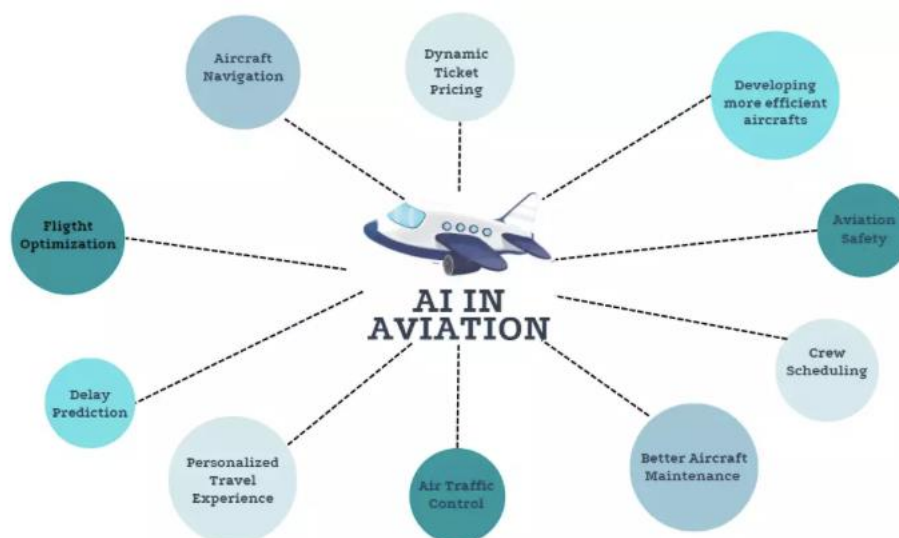 Aircraft
Navigation
Dynamic
Ticket
Pricing
Developing
more efficient
aircrafts
Fligtht
Optimization
Aviation
Safety
AI IN
AVIATION
Crew
Scheduling
Delay
Prediction
Personalized
Travel
Experience
Air Traffic
Control
Better Aircraft
Maintenance